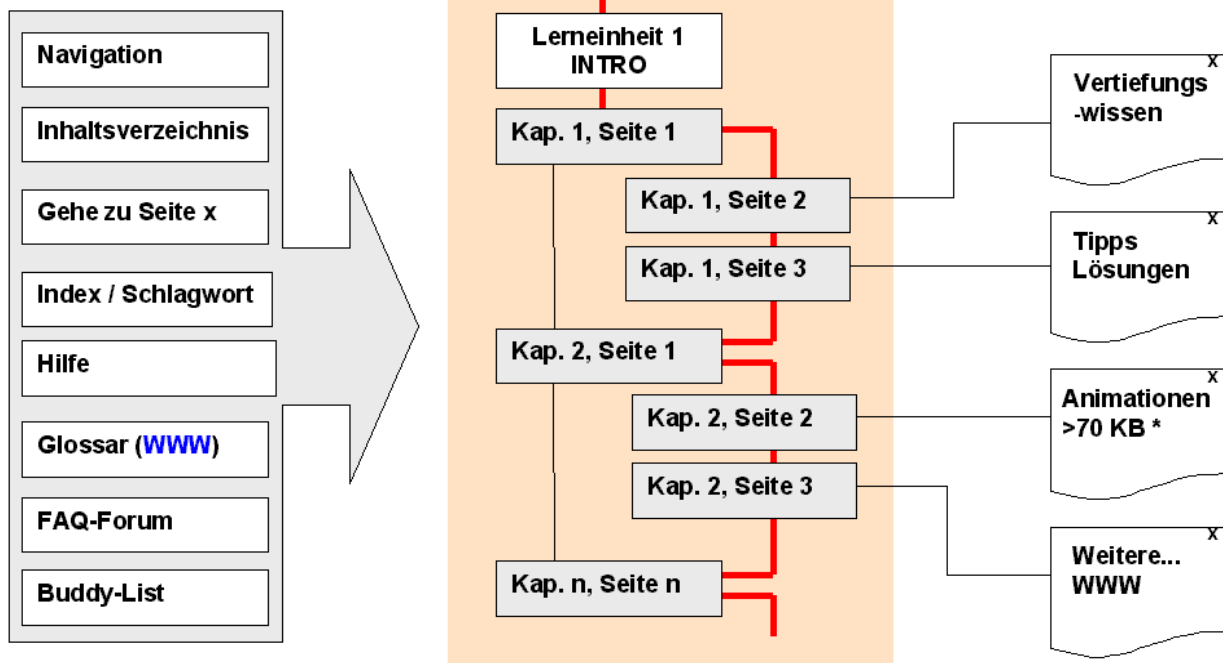 Navigation
Inhaltsverzeichnis
Gehe zu Seite x
Index / Schlagwort
Hilfe
Glossar (WWW)
FAQ-Forum
Buddy-List
Lerneinheit 1
INTRO
Kap. 1, Seite 1
Kap. 1, Seite 2
Kap. 1, Seite 3
Kap. 2, Seite 1
Kap. 2, Seite 2
Kap. 2, Seite 3
Kap. n, Seite n
x
Vertiefungs
-wissen
x
Tipps
Lösungen
x
Animationen
>70 KB *
x
Weitere...
WWW